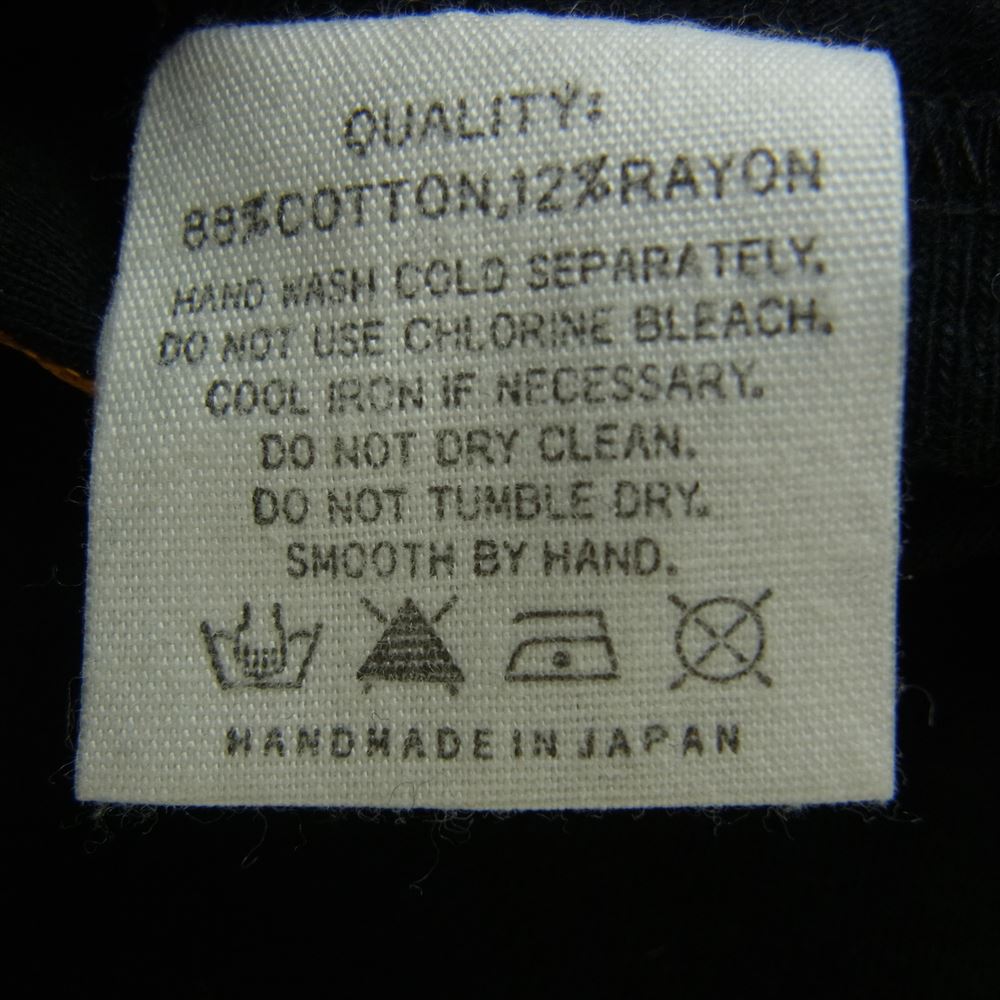 QUALITY:
88%COTTON,12%RAYON
HAND WASH COLD SEPARATELY.
DO NOT USE CHLORINE BLEACH.
COOL IRON IF NECESSARY.
DO NOT DRY CLEAN.
DO NOT TUMBLE DRY.
SMOOTH BY HAND.
HANDMADE IN JAPAN